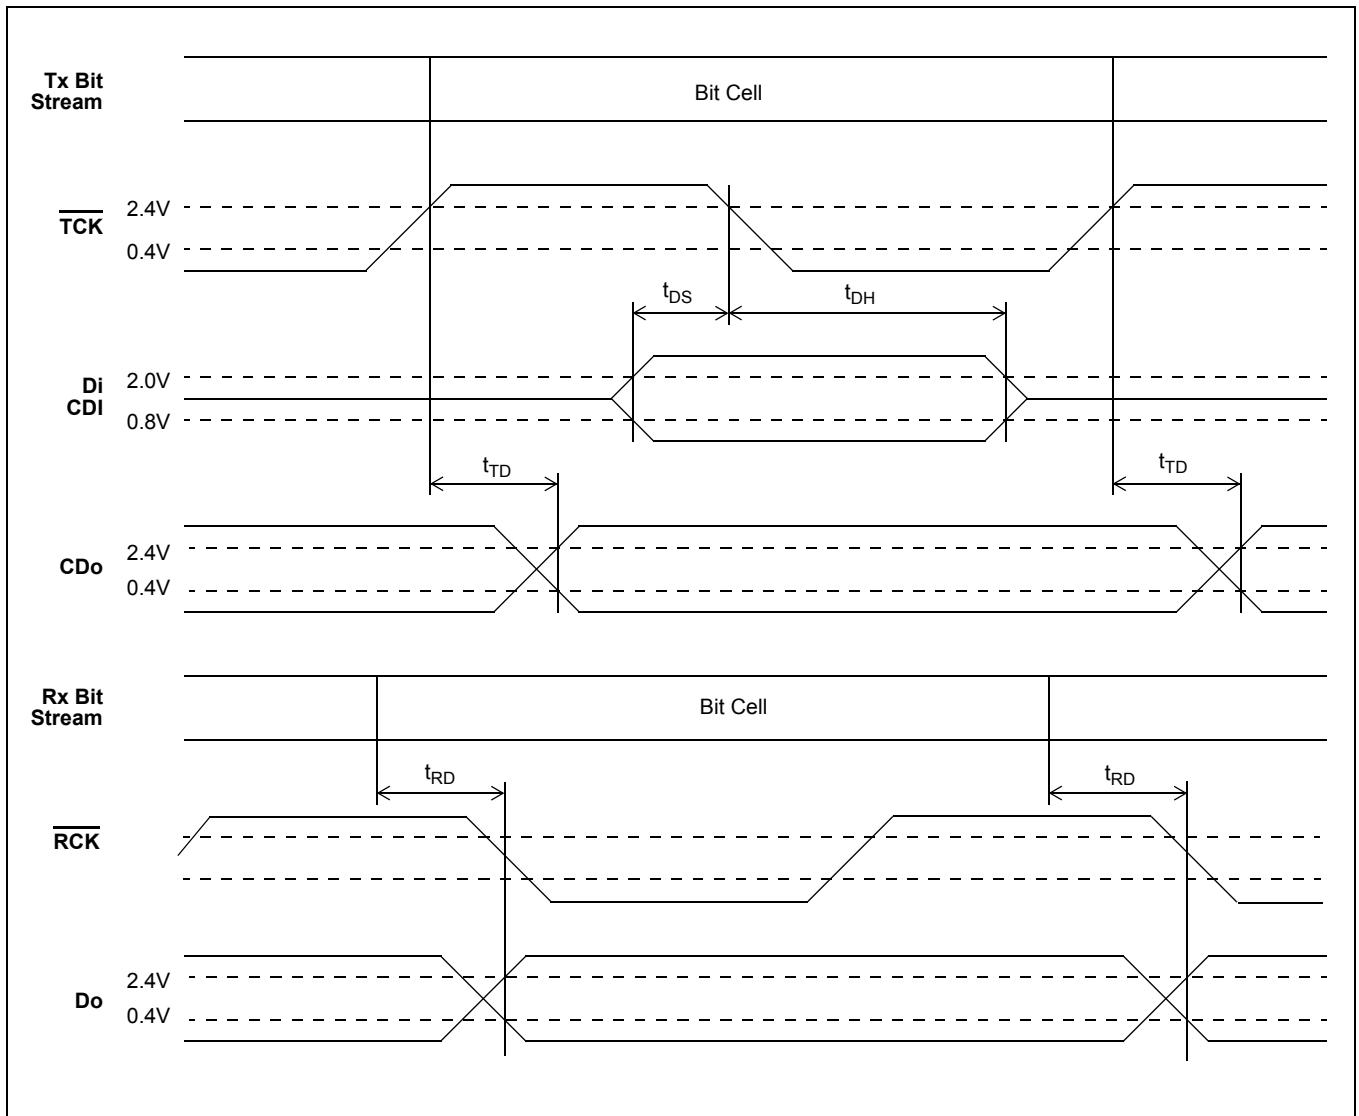 Tx Bit
Stream
Bit Cell
TCK
2.4V
0.4V
tDS
tDH
Di
CDI
2.0V
0.8V
tTD
tTD
CDo
2.4V
0.4V
Rx Bit
Stream
Bit Cell
tRD
tRD
RCK
Do
2.4V
0.4V